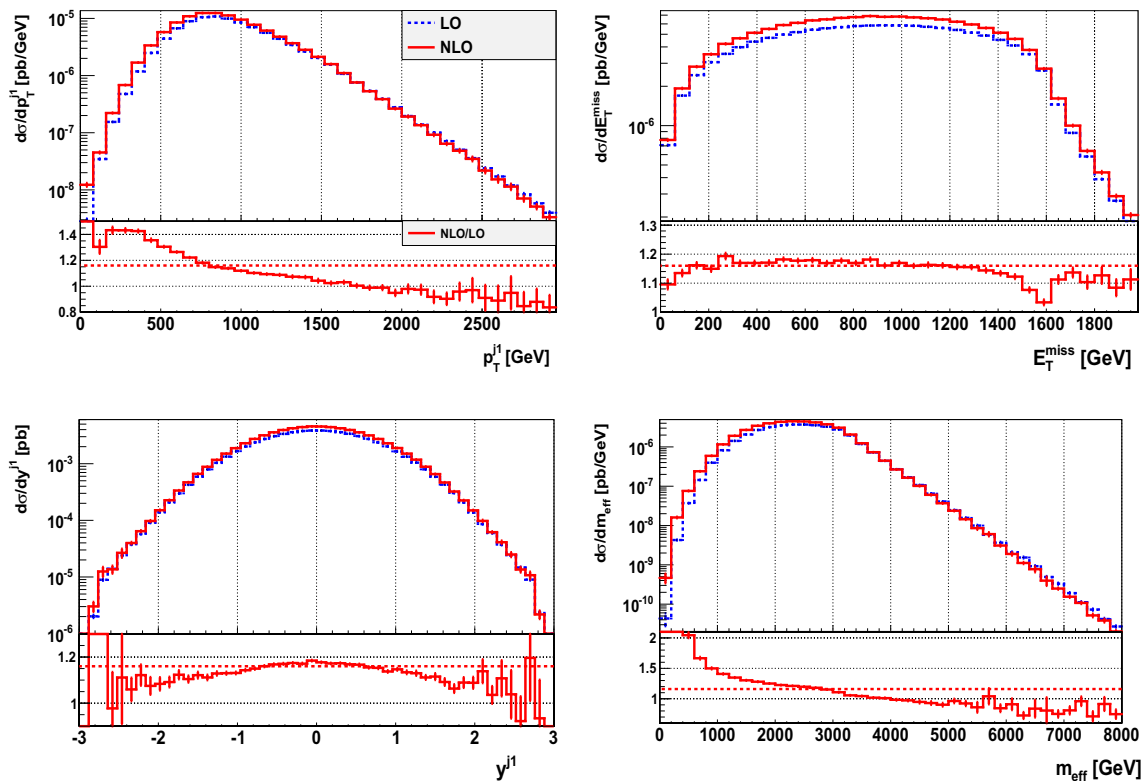 dσ/dp_T^j1 [pb/GeV]
10^-5
10^-6
10^-7
10^-8
LO
NLO
1.4
1.2
1
0.8
NLO/LO
0 500 1000 1500 2000 2500
p_T^j1 [GeV]
dσ/dE_T^miss [pb/GeV]
10^-6
1.3
1.2
1.1
1
0 200 400 600 800 1000 1200 1400 1600 1800
E_T^miss [GeV]
dσ/dy^j1 [pb]
10^-3
10^-4
10^-5
10^-6
1.2
1
-3 -2 -1 0 1 2 3
y^j1
dσ/dm_eff [pb/GeV]
10^-6
10^-7
10^-8
10^-9
10^-10
2
1.5
1
0 1000 2000 3000 4000 5000 6000 7000 8000
m_eff [GeV]